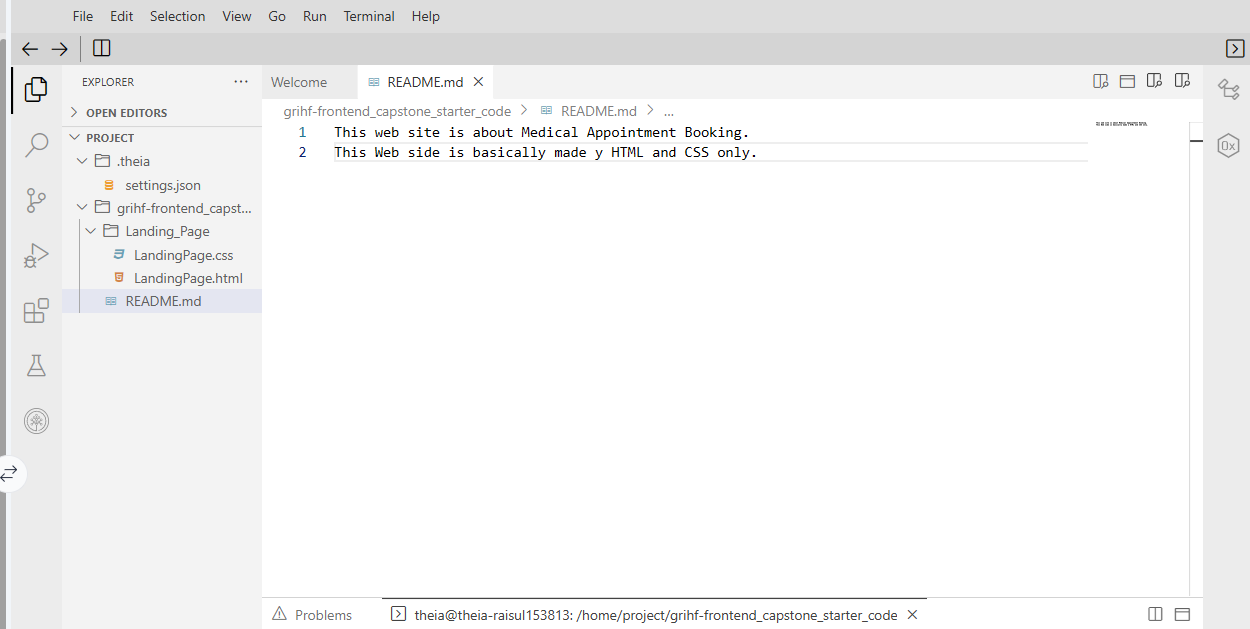 File Edit Selection View Go Run Terminal Help
EXPLORER ...
Welcome README.md
OPEN EDITORS
grihf-frontend_capstone_starter_code > README.md > ...
PROJECT
.theia
settings.json
grihf-frontend_capst...
Landing_Page
LandingPage.css
LandingPage.html
README.md
1 This web site is about Medical Appointment Booking.
2 This Web side is basically made y HTML and CSS only.
0x
Problems theia@theia-raisul153813: /home/project/grihf-frontend_capstone_starter_code